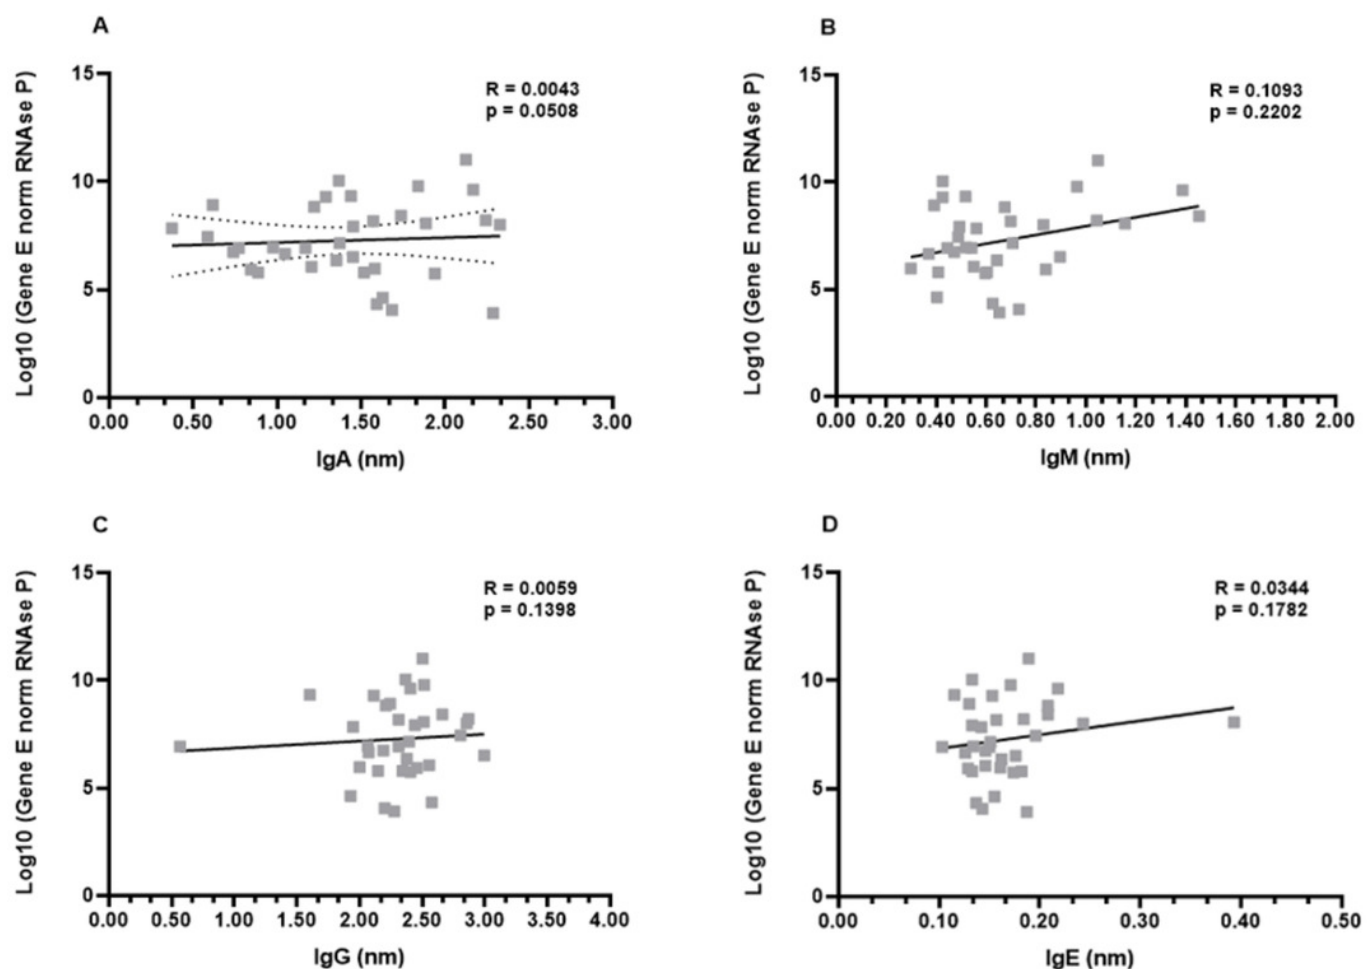 A
Log10 (Gene E norm RNAse P)
15
10
5
0
R = 0.0043
p = 0.0508
0.00 0.50 1.00 1.50 2.00 2.50 3.00
IgA (nm)
B
Log10 (Gene E norm RNAse P)
15
10
5
0
R = 0.1093
p = 0.2202
0.00 0.20 0.40 0.60 0.80 1.00 1.20 1.40 1.60 1.80 2.00
IgM (nm)
C
Log10 (Gene E norm RNAse P)
15
10
5
0
R = 0.0059
p = 0.1398
0.00 0.50 1.00 1.50 2.00 2.50 3.00 3.50 4.00
IgG (nm)
D
Log10 (Gene E norm RNAse P)
15
10
5
0
R = 0.0344
p = 0.1782
0.00 0.10 0.20 0.30 0.40 0.50
IgE (nm)